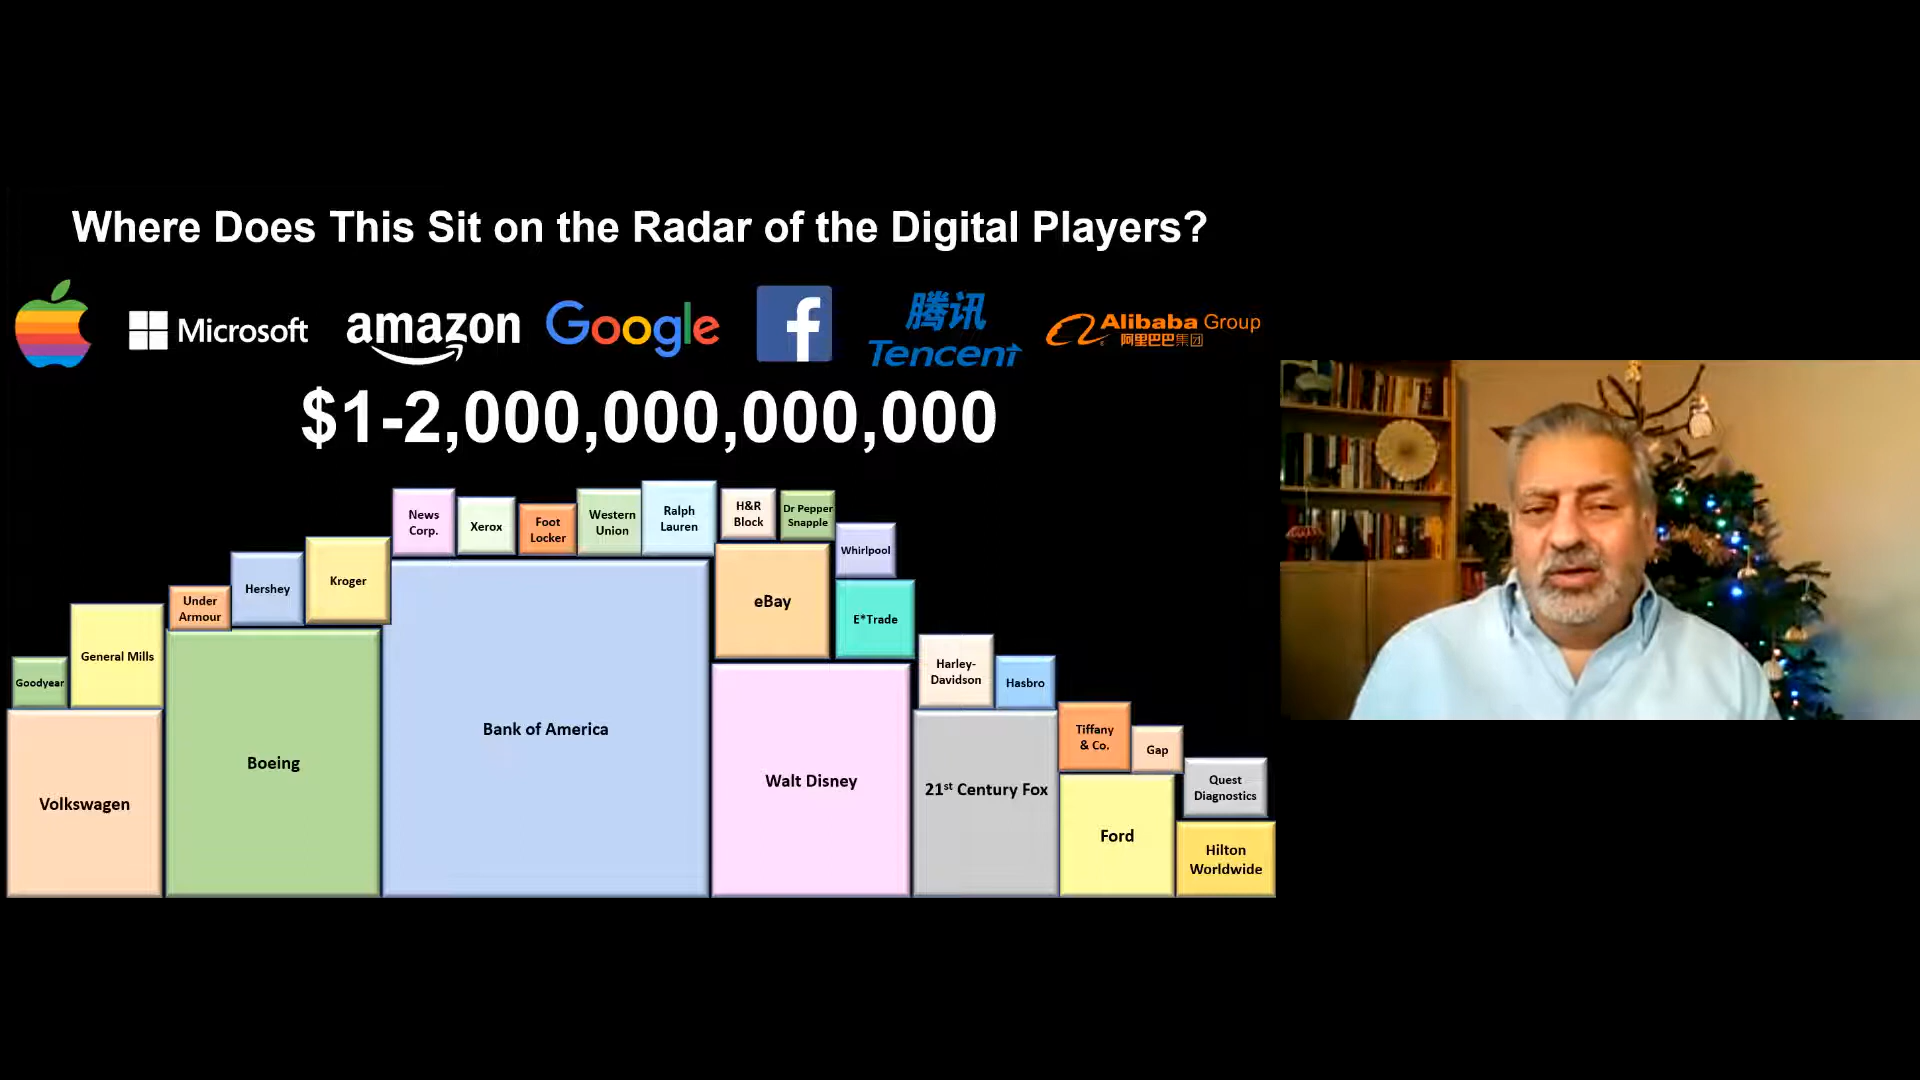 Where Does This Sit on the Radar of the Digital Players?
Microsoft
amazon
Google
f
腾讯
Tencent
Alibaba Group
阿里巴巴集团
$1-2,000,000,000,000
News
Corp.
Xerox
Foot
Locker
Western
Union
Ralph
Lauren
H&R
Block
Dr Pepper
Snapple
Whirlpool
Under
Armour
Hershey
Kroger
eBay
E*Trade
Goodyear
General Mills
Harley-
Davidson
Hasbro
Volkswagen
Boeing
Bank of America
Walt Disney
21st Century Fox
Tiffany
& Co.
Gap
Ford
Quest
Diagnostics
Hilton
Worldwide